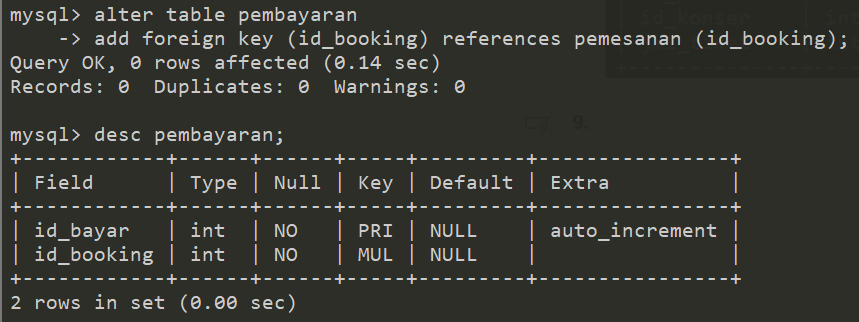 mysql> alter table pembayaran
    -> add foreign key (id_booking) references pemesanan (id_booking);
Query OK, 0 rows affected (0.14 sec)
Records: 0  Duplicates: 0  Warnings: 0
mysql> desc pembayaran;
+------------+------+------+-----+---------+----------------+
| Field      | Type | Null | Key | Default | Extra          |
+------------+------+------+-----+---------+----------------+
| id_bayar   | int  | NO   | PRI | NULL    | auto_increment |
| id_booking | int  | NO   | MUL | NULL    |                |
+------------+------+------+-----+---------+----------------+
2 rows in set (0.00 sec)
id_konser
int
9.